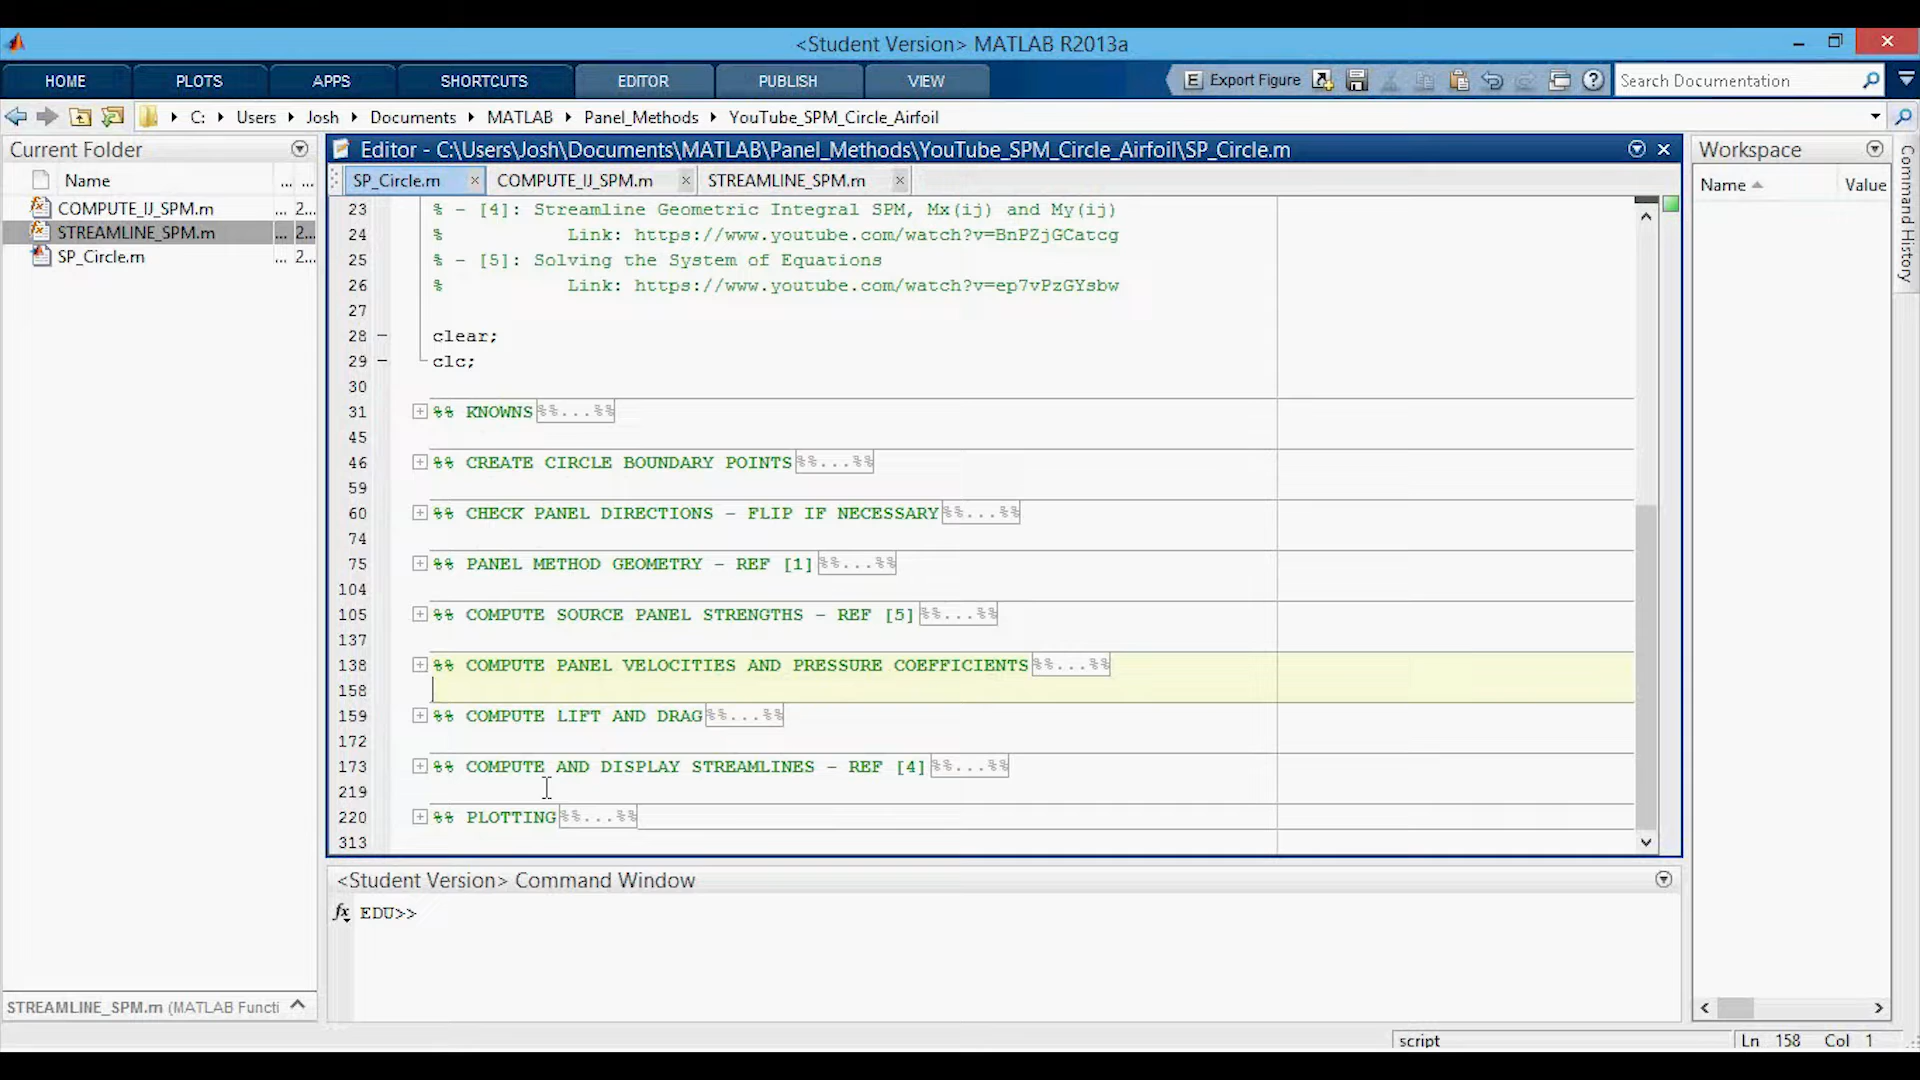 <Student Version> MATLAB R2013a
HOME PLOTS APPS SHORTCUTS EDITOR PUBLISH VIEW Export Figure Search Documentation
C: Users Josh Documents MATLAB Panel_Methods YouTube_SPM_Circle_Airfoil
Current Folder
Name ... ...
COMPUTE_IJ_SPM.m ... 2...
STREAMLINE_SPM.m ... 2...
SP_Circle.m ... 2...
STREAMLINE_SPM.m (MATLAB Functi
Editor - C:\Users\Josh\Documents\MATLAB\Panel_Methods\YouTube_SPM_Circle_Airfoil\SP_Circle.m
SP_Circle.m COMPUTE_IJ_SPM.m STREAMLINE_SPM.m
23 % - [4]: Streamline Geometric Integral SPM, Mx(ij) and My(ij)
24 % Link: https://www.youtube.com/watch?v=BnPZjGCatcg
25 % - [5]: Solving the System of Equations
26 % Link: https://www.youtube.com/watch?v=ep7vPzGYsbw
27
28 - clear;
29 - clc;
30
31 %% KNOWNS %%...%%
45
46 %% CREATE CIRCLE BOUNDARY POINTS %%...%%
59
60 %% CHECK PANEL DIRECTIONS - FLIP IF NECESSARY %%...%%
74
75 %% PANEL METHOD GEOMETRY - REF [1] %%...%%
104
105 %% COMPUTE SOURCE PANEL STRENGTHS - REF [5] %%...%%
137
138 %% COMPUTE PANEL VELOCITIES AND PRESSURE COEFFICIENTS %%...%%
158
159 %% COMPUTE LIFT AND DRAG %%...%%
172
173 %% COMPUTE AND DISPLAY STREAMLINES - REF [4] %%...%%
219
220 %% PLOTTING %%...%%
313
<Student Version> Command Window
fx EDU>>
Workspace
Name Value
Command History
script Ln 158 Col 1